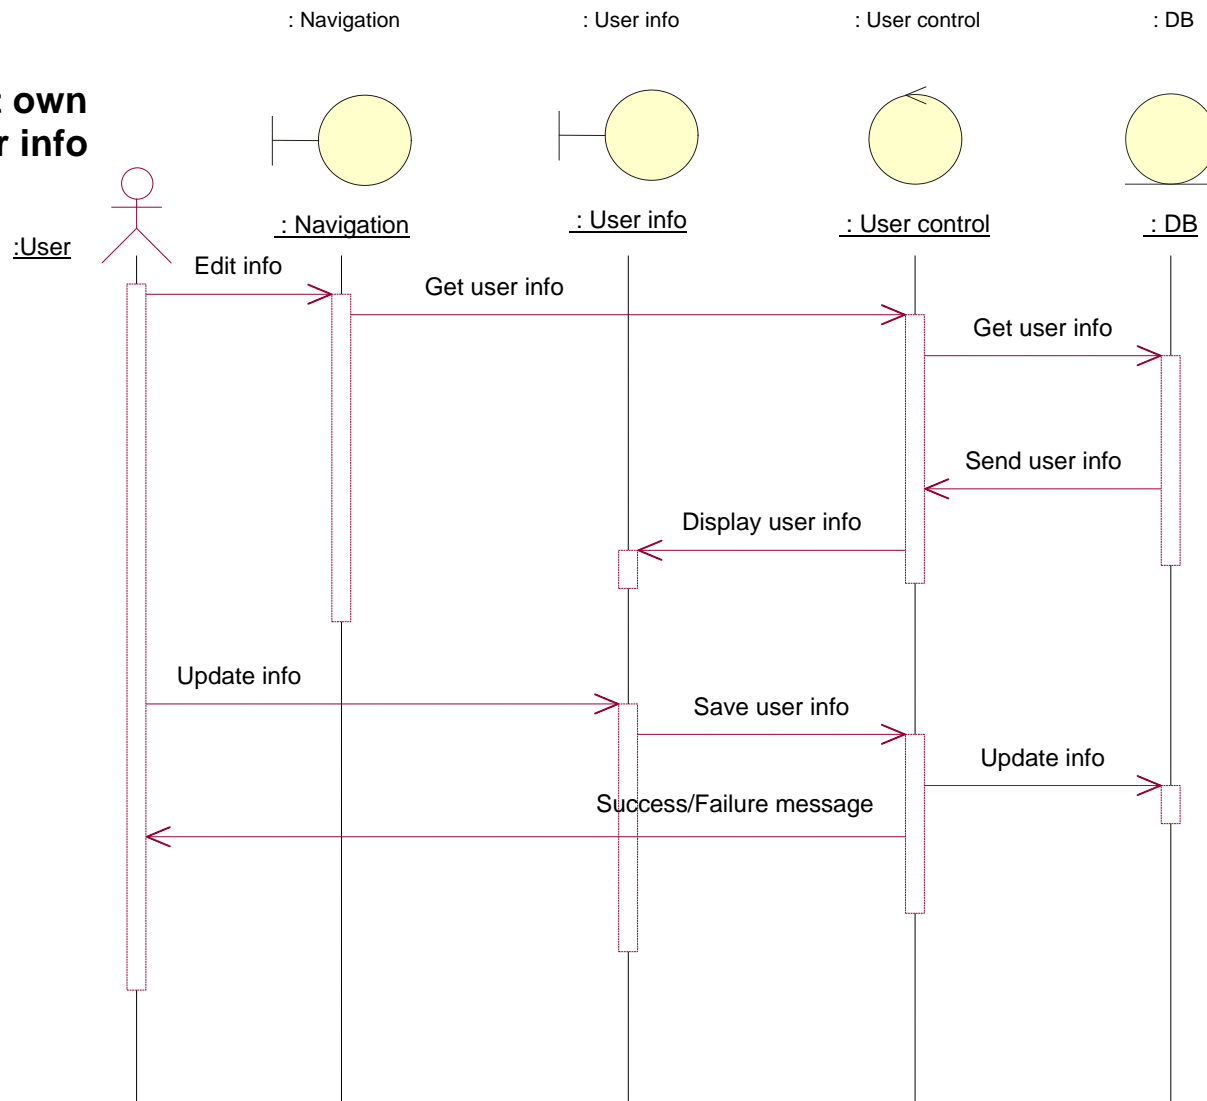 : Navigation
: User info
: User control
: DB
own
info
: Navigation
: User info
: User control
: DB
:User
Edit info
Get user info
Get user info
Send user info
Display user info
Update info
Save user info
Update info
Success/Failure message